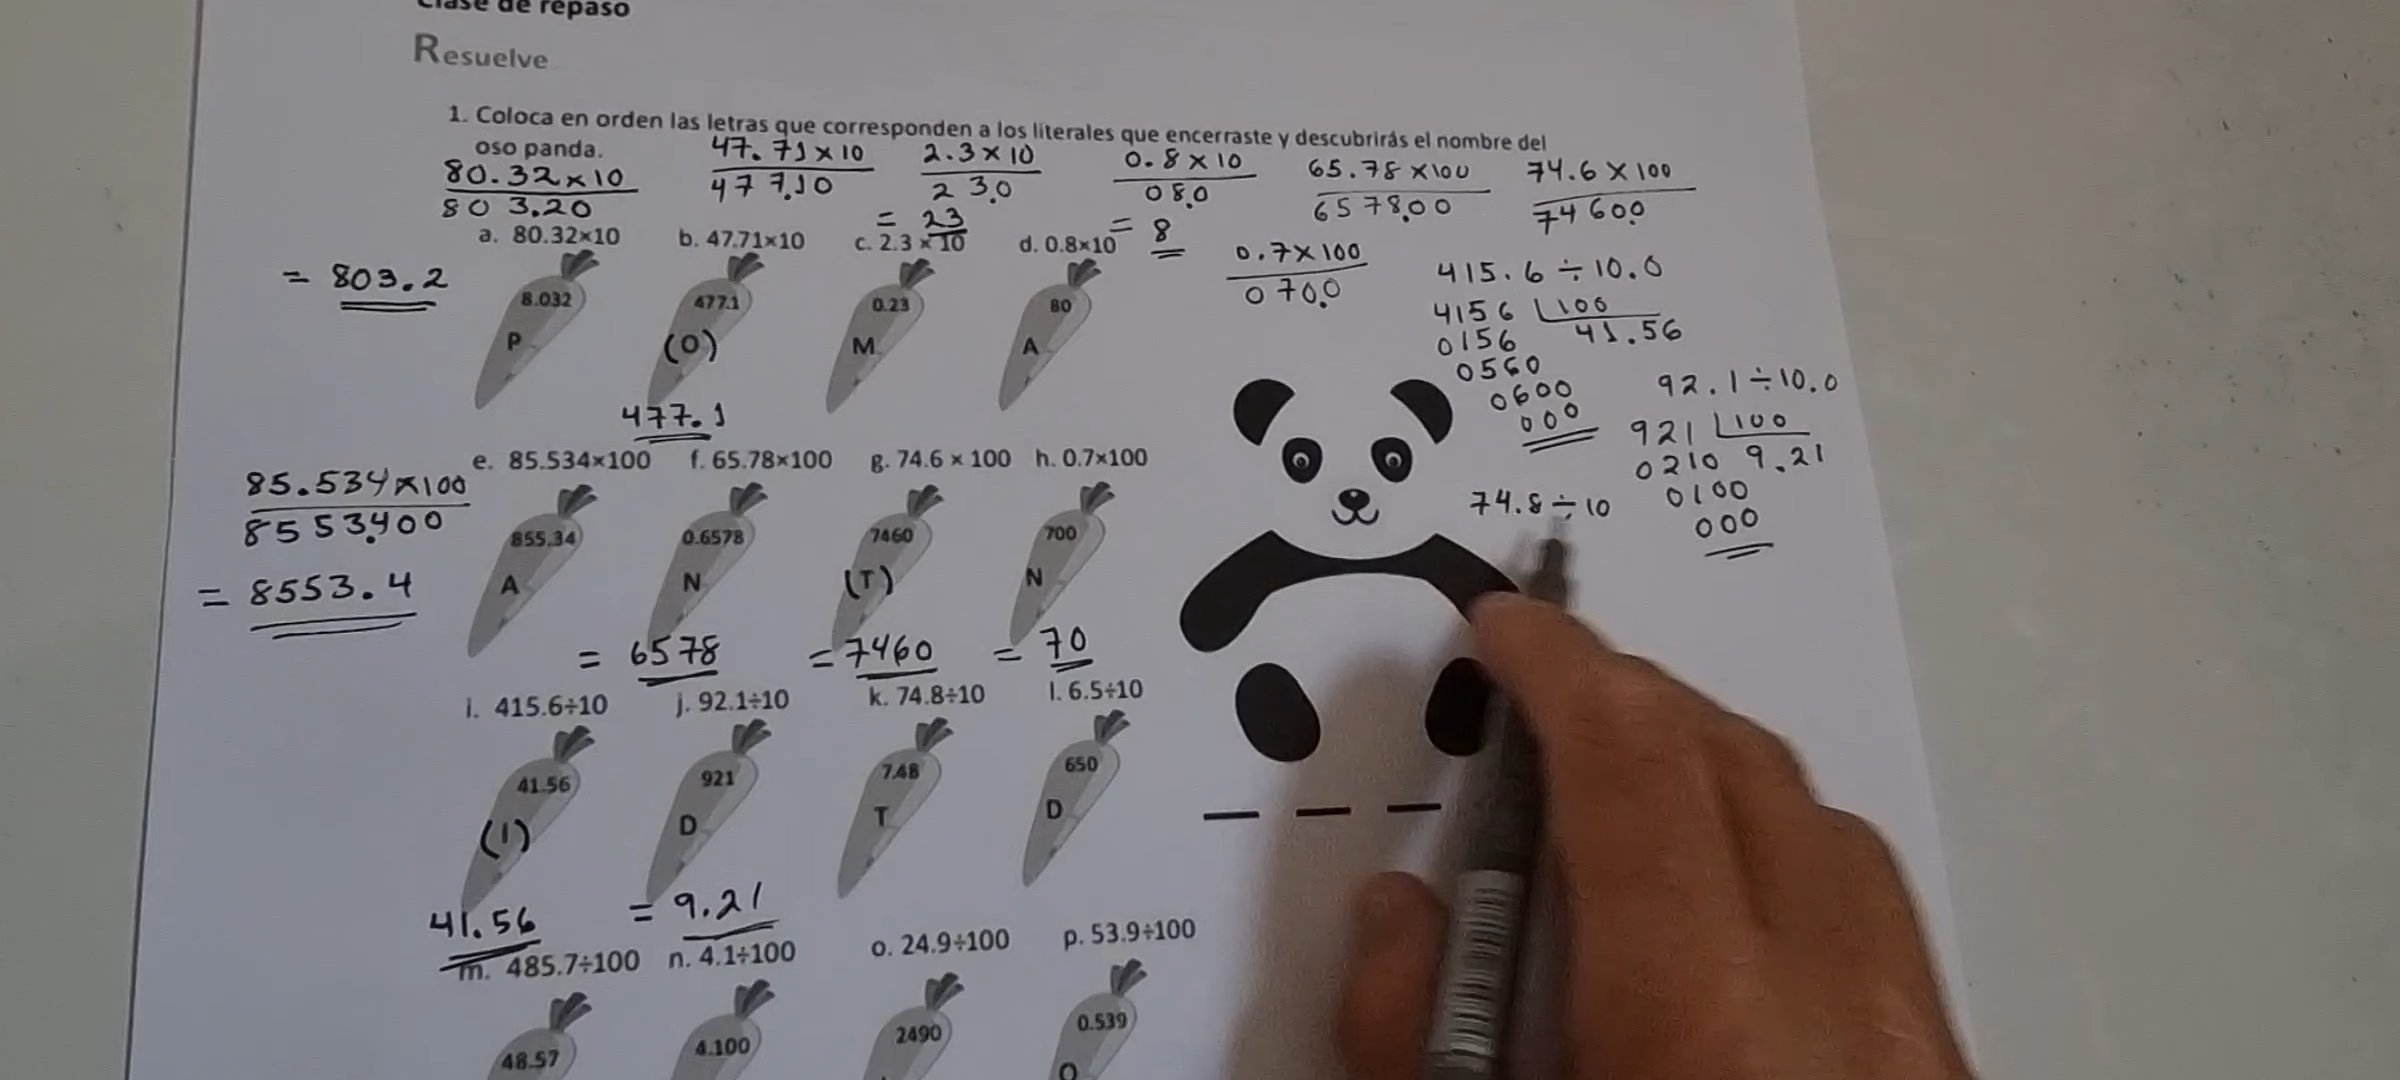 Clase de repaso
Resuelve
1. Coloca en orden las letras que corresponden a los literales que encerraste y descubrirás el nombre del
oso panda.
80.32×10
803.20
47.71×10
477.10
2.3×10
23.0
= 23
0.8×10
08.0
= 8
65.78×100
6578.00
74.6×100
7460.0
a. 80.32×10 b. 47.71×10 c. 2.3×10 d. 0.8×10
= 803.2
8.032 477.1 0.23 80
P (O) M A
477.1
0.7×100
070.0
415.6÷10.0
4156 100
0156 41.56
0560
0600
000
92.1÷10.0
921 100
0210 9.21
0100
000
74.8÷10
85.534×100
8553.400
= 8553.4
e. 85.534×100 f. 65.78×100 g. 74.6×100 h. 0.7×100
855.34 0.6578 7460 700
A N (T) N
= 6578 = 7460 = 70
i. 415.6÷10 j. 92.1÷10 k. 74.8÷10 l. 6.5÷10
41.56 921 7.48 650
(I) D T D
41.56 = 9.21
m. 485.7÷100 n. 4.1÷100 o. 24.9÷100 p. 53.9÷100
48.57 4.100 2490 0.539